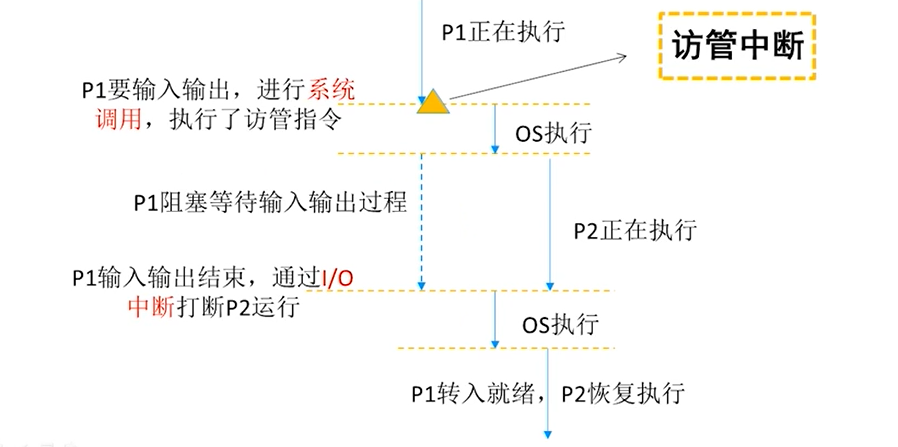 P1正在执行
访管中断
P1要输入输出，进行系统
调用，执行了访管指令
OS执行
P1阻塞等待输入输出过程
P2正在执行
P1输入输出结束，通过I/O
中断打断P2运行
OS执行
P1转入就绪，P2恢复执行